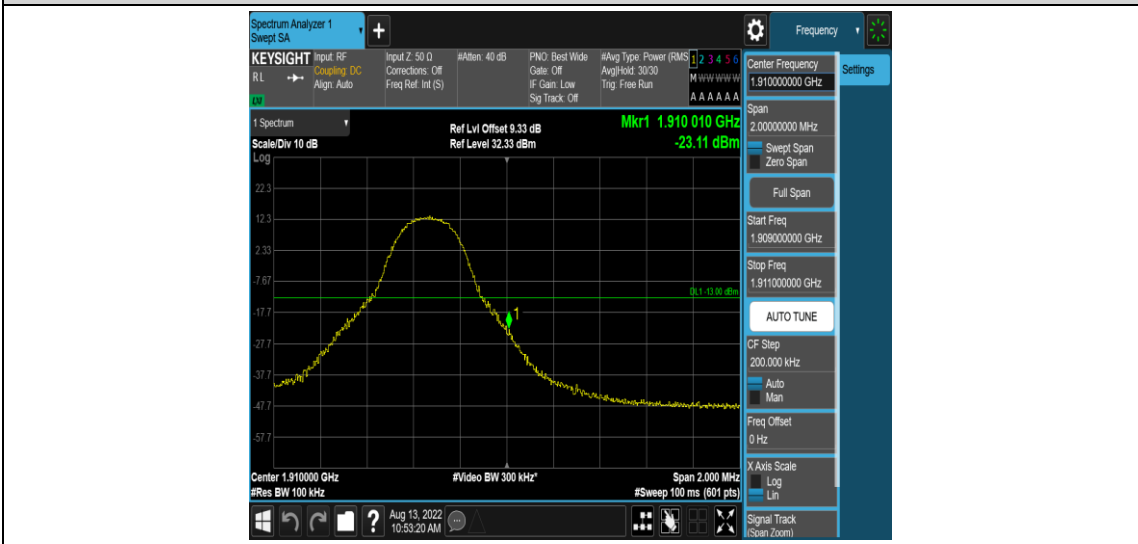 Spectrum Analyzer 1
Swept SA
+
Frequency
KEYSIGHT
RL
LXI
Input: RF
Coupling: DC
Align: Auto
Input Z: 50 Ω
Corrections: Off
Freq Ref: Int (S)
#Atten: 40 dB
PNO: Best Wide
Gate: Off
IF Gain: Low
Sig Track: Off
#Avg Type: Power (RMS
Avg|Hold: 30/30
Trig: Free Run
1 2 3 4 5 6
M W W W W W
A A A A A A
1 Spectrum
Scale/Div 10 dB
Log
Ref Lvl Offset 9.33 dB
Ref Level 32.33 dBm
Mkr1 1.910 010 GHz
-23.11 dBm
22.3
12.3
2.33
-7.67
-17.7
-27.7
-37.7
-47.7
-57.7
DL1 -13.00 dBm
1
Center 1.910000 GHz
#Res BW 100 kHz
#Video BW 300 kHz*
Span 2.000 MHz
#Sweep 100 ms (601 pts)
Center Frequency
1.910000000 GHz
Settings
Span
2.00000000 MHz
Swept Span
Zero Span
Full Span
Start Freq
1.909000000 GHz
Stop Freq
1.911000000 GHz
AUTO TUNE
CF Step
200.000 kHz
Auto
Man
Freq Offset
0 Hz
X Axis Scale
Log
Lin
Signal Track
(Span Zoom)
?
Aug 13, 2022
10:53:20 AM